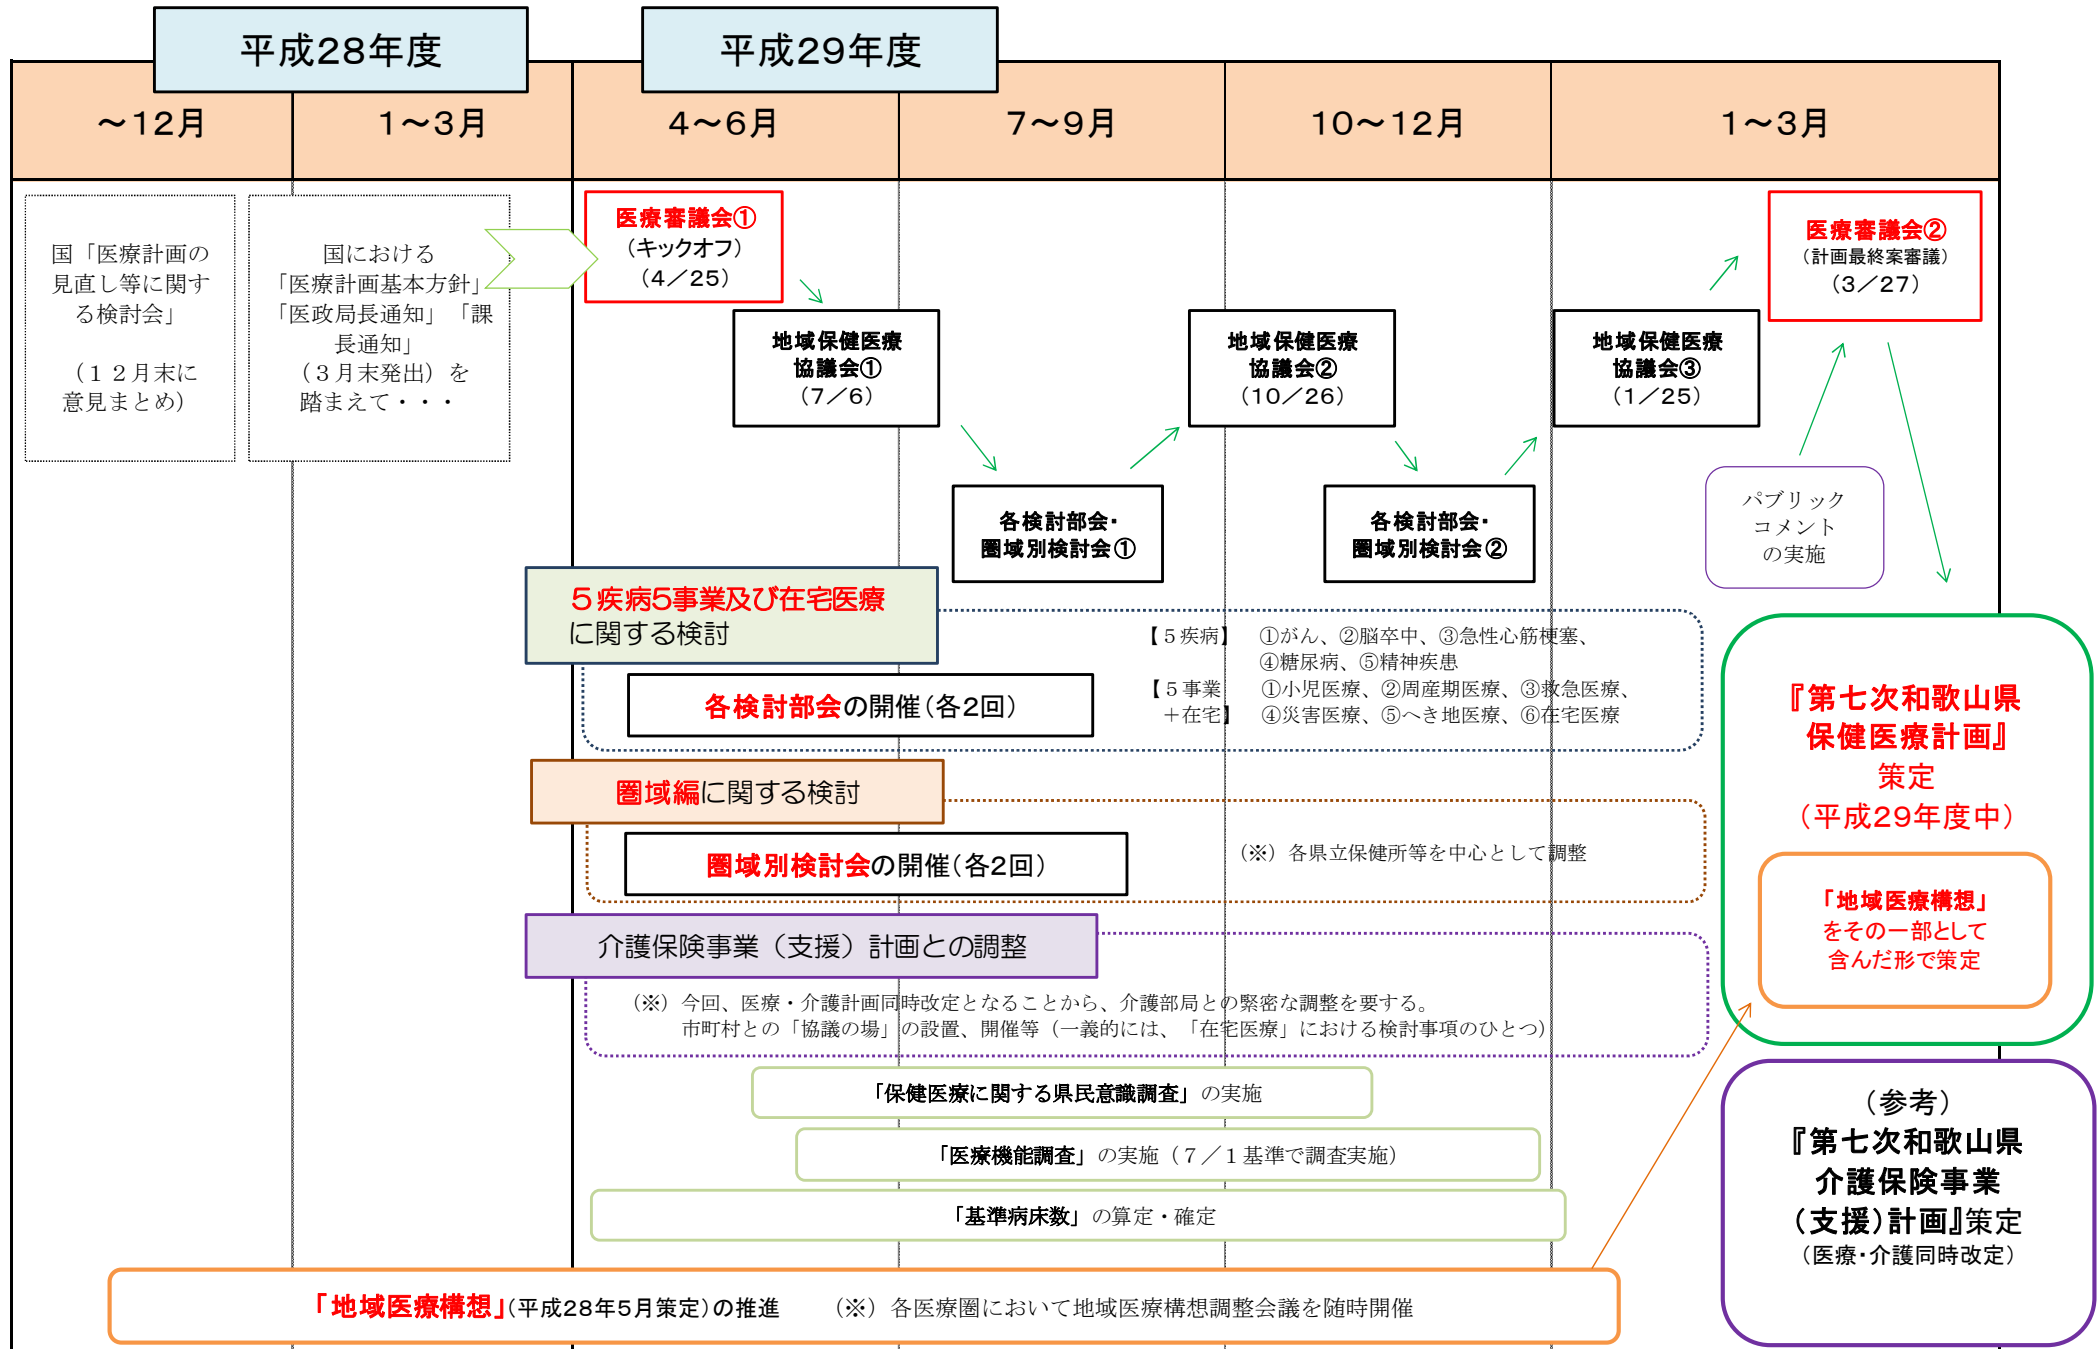 平成28年度
平成29年度
～12月
1～3月
4～6月
7～9月
10～12月
1～3月
国「医療計画の
見直し等に関す
る検討会」
（１２月末に
意見まとめ）
国における
「医療計画基本方針」
「医政局長通知」「課
長通知」
（３月末発出）を
踏まえて・・・
医療審議会①
（キックオフ）
（4／25）
地域保健医療
協議会①
（7／6）
各検討部会・
圏域別検討会①
地域保健医療
協議会②
（10／26）
各検討部会・
圏域別検討会②
地域保健医療
協議会③
（1／25）
医療審議会②
（計画最終案審議）
（3／27）
パブリック
コメント
の実施
５疾病5事業及び在宅医療
に関する検討
各検討部会の開催（各2回）
【５疾病】　①がん、②脳卒中、③急性心筋梗塞、
④糖尿病、⑤精神疾患
【５事業　①小児医療、②周産期医療、③救急医療、
＋在宅】　④災害医療、⑤へき地医療、⑥在宅医療
圏域編に関する検討
圏域別検討会の開催（各2回）
（※）各県立保健所等を中心として調整
介護保険事業（支援）計画との調整
（※）今回、医療・介護計画同時改定となることから、介護部局との緊密な調整を要する。
市町村との「協議の場」の設置、開催等（一義的には、「在宅医療」における検討事項のひとつ）
「保健医療に関する県民意識調査」の実施
「医療機能調査」の実施（７／１基準で調査実施）
「基準病床数」の算定・確定
「地域医療構想」（平成28年5月策定）の推進　（※）各医療圏において地域医療構想調整会議を随時開催
『第七次和歌山県
保健医療計画』
策定
（平成29年度中）
「地域医療構想」
をその一部として
含んだ形で策定
（参考）
『第七次和歌山県
介護保険事業
（支援）計画』策定
（医療・介護同時改定）